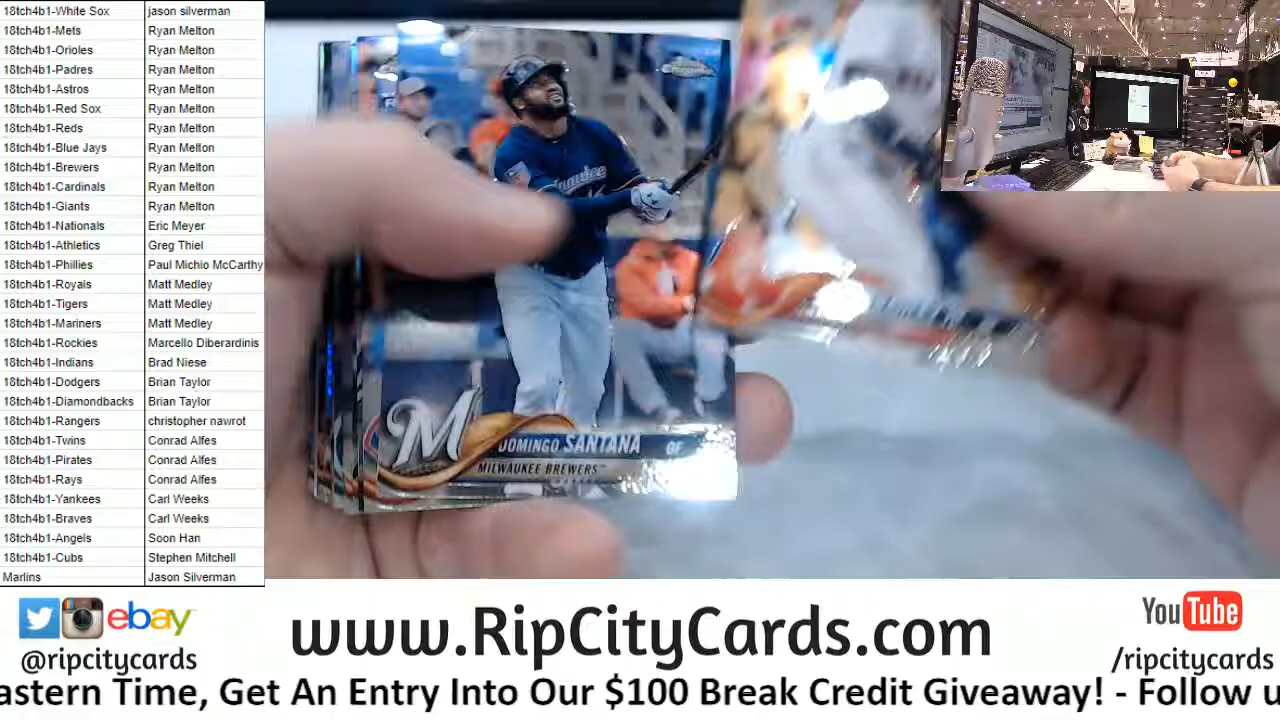 18tch4b1-White Sox jason silverman
18tch4b1-Mets Ryan Melton
18tch4b1-Orioles Ryan Melton
18tch4b1-Padres Ryan Melton
18tch4b1-Astros Ryan Melton
18tch4b1-Red Sox Ryan Melton
18tch4b1-Reds Ryan Melton
18tch4b1-Blue Jays Ryan Melton
18tch4b1-Brewers Ryan Melton
18tch4b1-Cardinals Ryan Melton
18tch4b1-Giants Ryan Melton
18tch4b1-Nationals Eric Meyer
18tch4b1-Athletics Greg Thiel
18tch4b1-Phillies Paul Michio McCarthy
18tch4b1-Royals Matt Medley
18tch4b1-Tigers Matt Medley
18tch4b1-Mariners Matt Medley
18tch4b1-Rockies Marcello Diberardinis
18tch4b1-Indians Brad Niese
18tch4b1-Dodgers Brian Taylor
18tch4b1-Diamondbacks Brian Taylor
18tch4b1-Rangers christopher nawrot
18tch4b1-Twins Conrad Alfes
18tch4b1-Pirates Conrad Alfes
18tch4b1-Rays Conrad Alfes
18tch4b1-Yankees Carl Weeks
18tch4b1-Braves Carl Weeks
18tch4b1-Angels Soon Han
18tch4b1-Cubs Stephen Mitchell
Marlins Jason Silverman
M
DOMINGO SANTANA OF
MILWAUKEE BREWERS™
ebay
@ripcitycards
www.RipCityCards.com
YouTube
/ripcitycards
astern Time, Get An Entry Into Our $100 Break Credit Giveaway! - Follow u